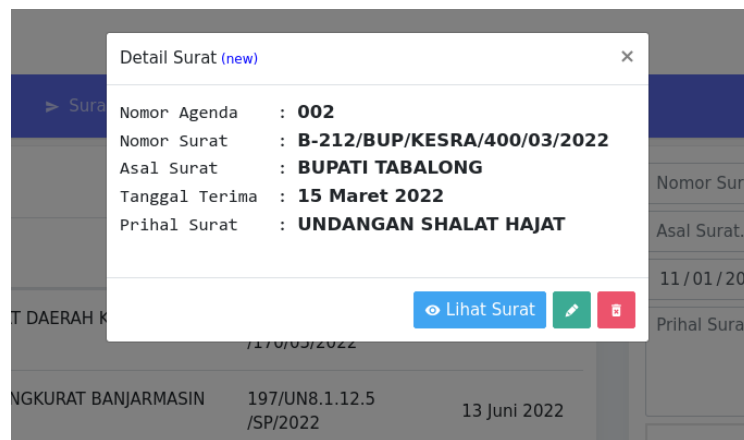 Detail Surat (new) ×
➤ Sura
Nomor Agenda : 002
Nomor Surat : B-212/BUP/KESRA/400/03/2022
Asal Surat : BUPATI TABALONG
Tanggal Terima : 15 Maret 2022
Prihal Surat : UNDANGAN SHALAT HAJAT
Nomor Sur
Asal Surat.
11/01/20
Prihal Sura
Lihat Surat
T DAERAH K
/170/05/2022
NGKURAT BANJARMASIN
197/UN8.1.12.5
/SP/2022
13 Juni 2022